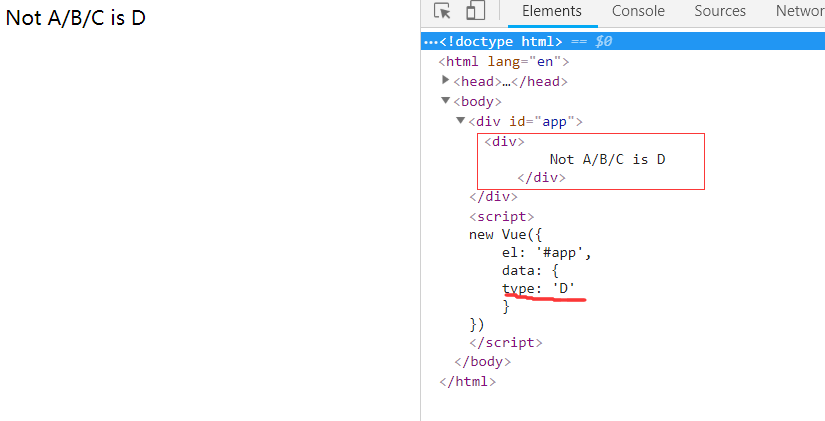 Not A/B/C is D
Elements Console Sources Networ
…<!doctype html> == $0
<html lang="en">
<head>…</head>
<body>
<div id="app">
<div>
Not A/B/C is D
</div>
</div>
<script>
new Vue({
el: '#app',
data: {
type: 'D'
}
})
</script>
</body>
</html>